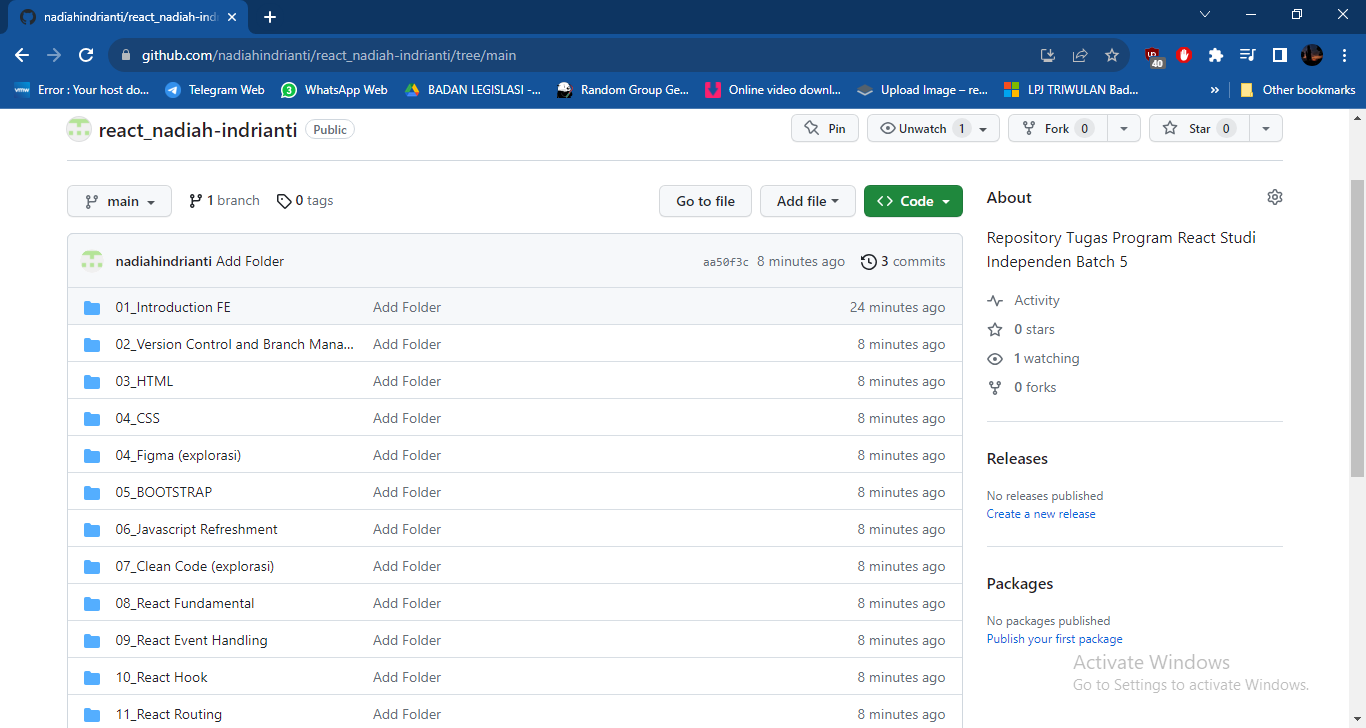 nadiahindrianti/react_nadiah-ind
github.com/nadiahindrianti/react_nadiah-indrianti/tree/main
40
vmw Error : Your host do... Telegram Web 3 WhatsApp Web BADAN LEGISLASI -... Random Group Ge... Online video downl... Upload Image – re... LPJ TRIWULAN Bad... » Other bookmarks
react_nadiah-indrianti Public Pin Unwatch 1 Fork 0 Star 0
main 1 branch 0 tags Go to file Add file <> Code
nadiahindrianti Add Folder aa50f3c 8 minutes ago 3 commits
01_Introduction FE Add Folder 24 minutes ago
02_Version Control and Branch Mana... Add Folder 8 minutes ago
03_HTML Add Folder 8 minutes ago
04_CSS Add Folder 8 minutes ago
04_Figma (explorasi) Add Folder 8 minutes ago
05_BOOTSTRAP Add Folder 8 minutes ago
06_Javascript Refreshment Add Folder 8 minutes ago
07_Clean Code (explorasi) Add Folder 8 minutes ago
08_React Fundamental Add Folder 8 minutes ago
09_React Event Handling Add Folder 8 minutes ago
10_React Hook Add Folder 8 minutes ago
11_React Routing Add Folder 8 minutes ago
About
Repository Tugas Program React Studi
Independen Batch 5
Activity
0 stars
1 watching
0 forks
Releases
No releases published
Create a new release
Packages
No packages published
Publish your first package
Activate Windows
Go to Settings to activate Windows.